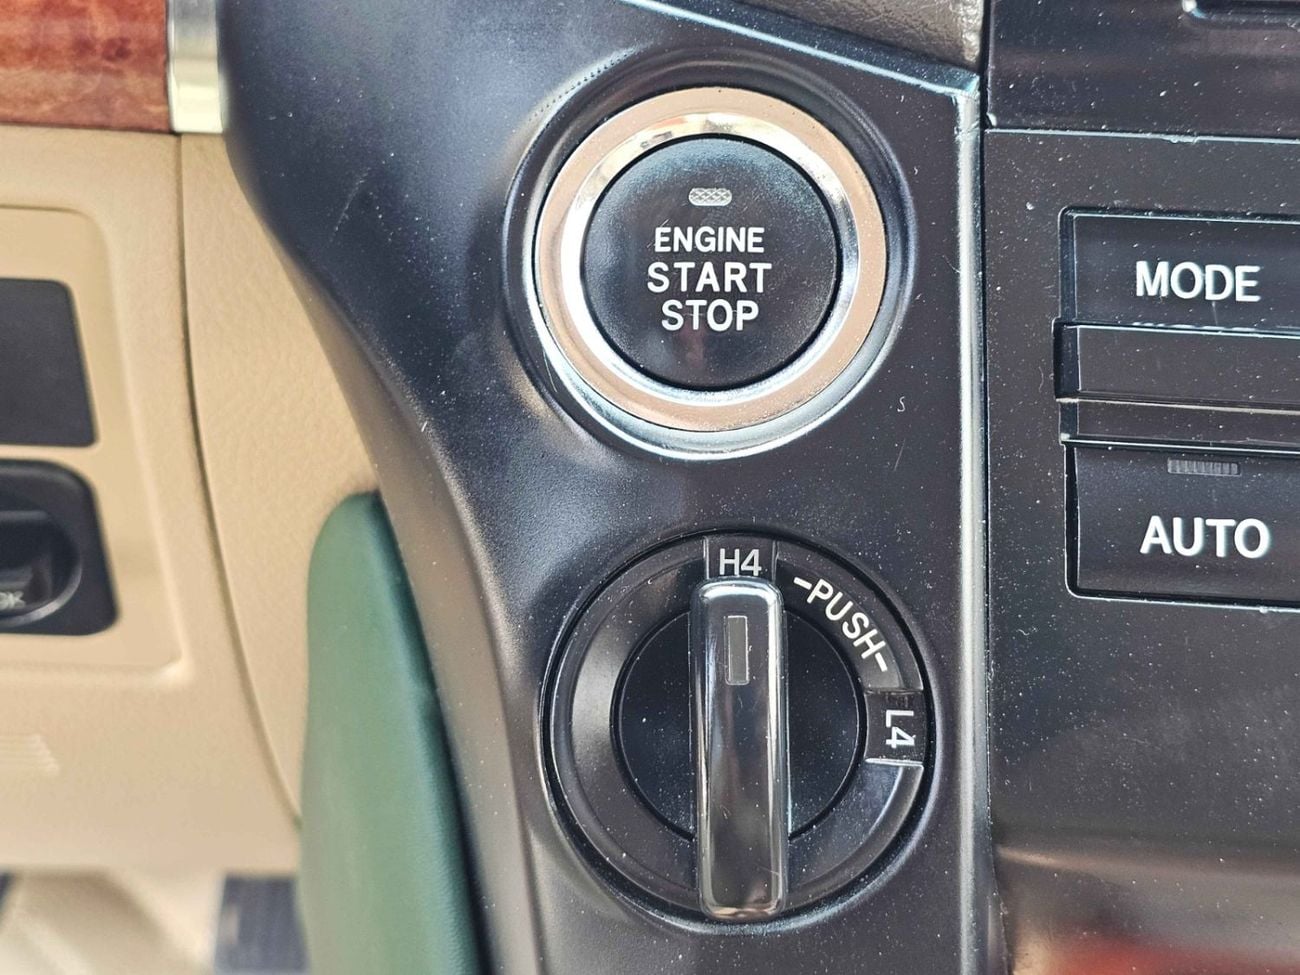 ENGINE
START
STOP
MODE
AUTO
H4
-PUSH-
L4